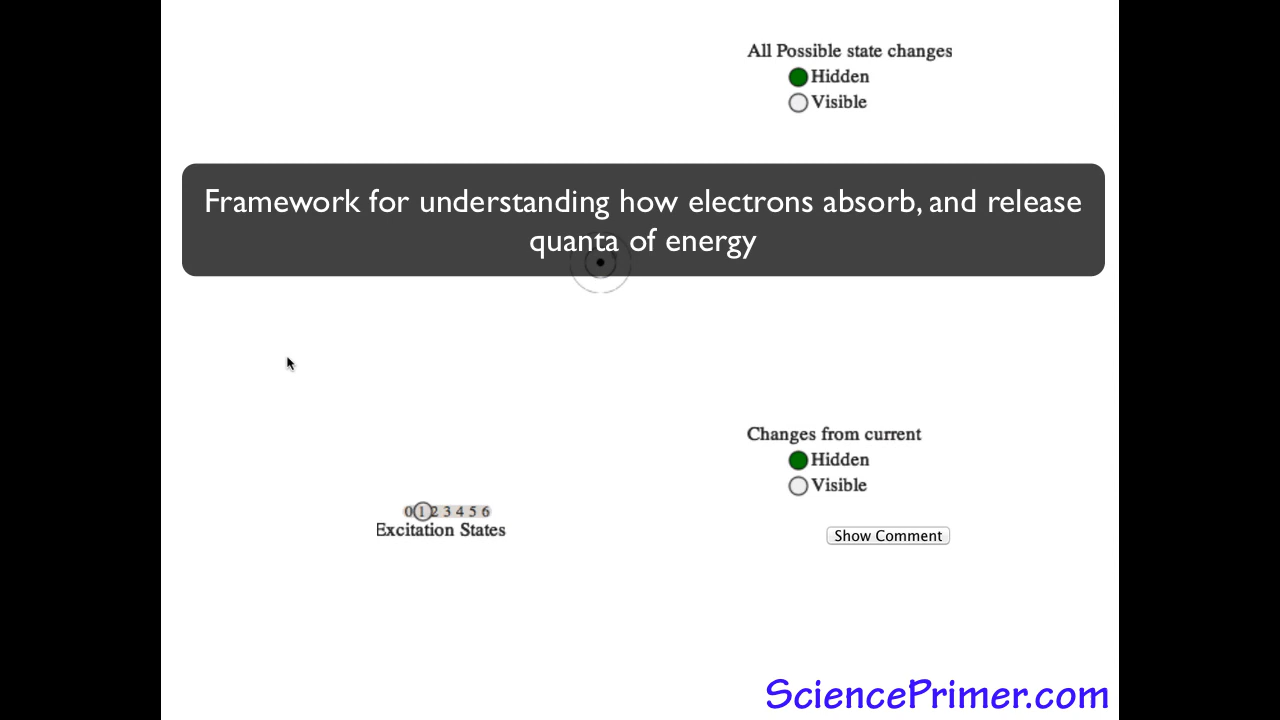 All Possible state changes
Hidden
Visible
Framework for understanding how electrons absorb, and release
quanta of energy
Changes from current
Hidden
Visible
0 1 2 3 4 5 6
Excitation States
Show Comment
SciencePrimer.com